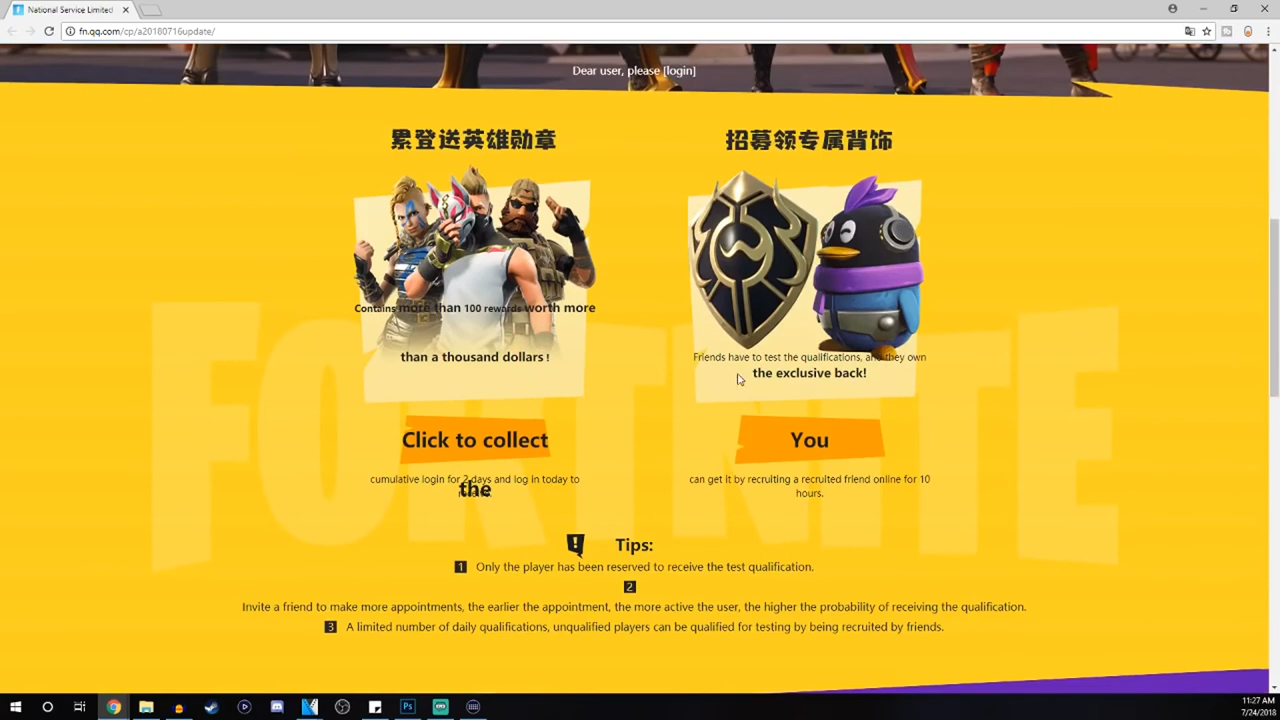 National Service Limited
fn.qq.com/cp/a20180716update/
Dear user, please [login]
累登送英雄勋章
招募领专属背饰
Contains more than 100 rewards worth more
than a thousand dollars !
Friends have to test the qualifications, and they own
the exclusive back!
Click to collect
the
You
cumulative login for 2 days and log in today to
can get it by recruiting a recruited friend online for 10
hours.
FORTNITE
! Tips:
1 Only the player has been reserved to receive the test qualification.
2
Invite a friend to make more appointments, the earlier the appointment, the more active the user, the higher the probability of receiving the qualification.
3 A limited number of daily qualifications, unqualified players can be qualified for testing by being recruited by friends.
Ps
11:27 AM
7/24/2018